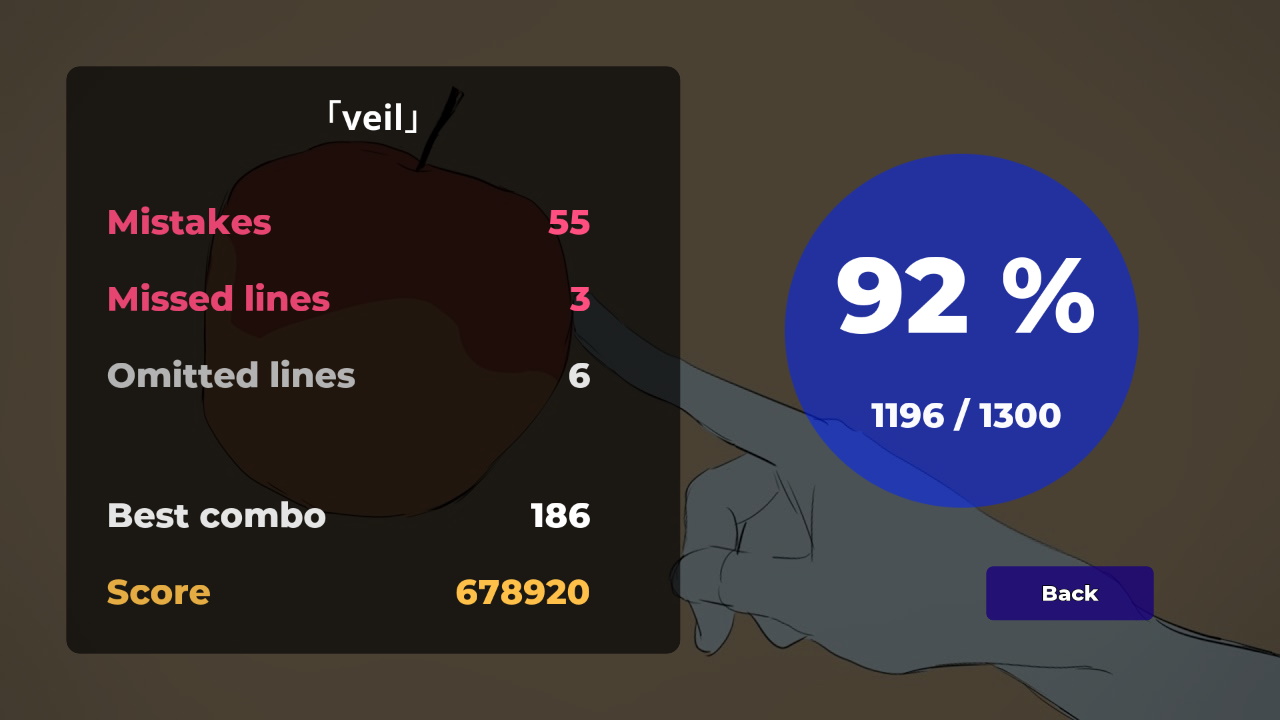 「veil」
Mistakes 55
Missed lines 3
Omitted lines 6
Best combo 186
Score 678920
92 %
1196 / 1300
Back